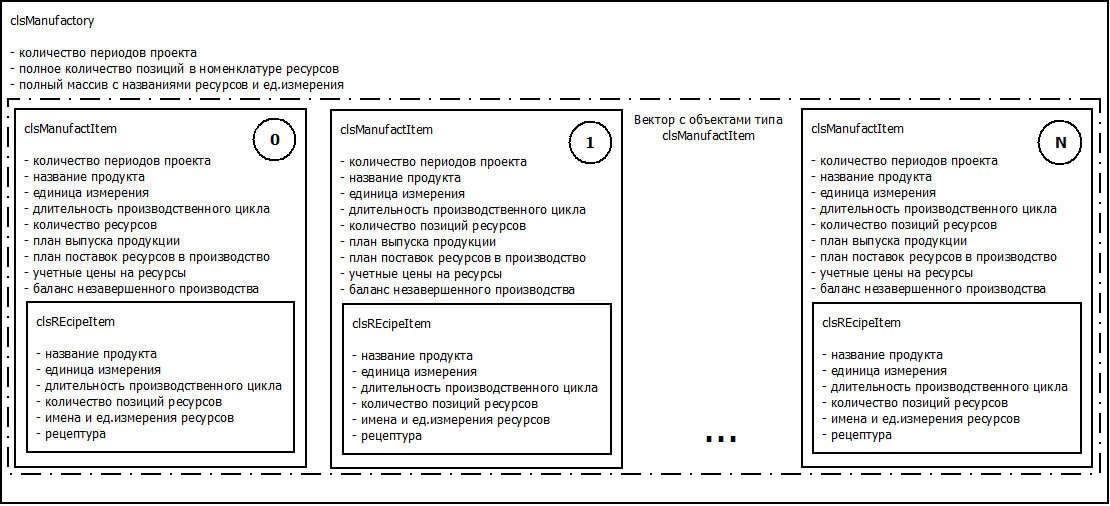 clsManufactory
- количество периодов проекта
- полное количество позиций в номенклатуре ресурсов
- полный массив с названиями ресурсов и ед.измерения
clsManufactItem
0
- количество периодов проекта
- название продукта
- единица измерения
- длительность производственного цикла
- количество ресурсов
- план выпуска продукции
- план поставок ресурсов в производство
- учетные цены на ресурсы
- баланс незавершенного производства
clsREcipeItem
- название продукта
- единица измерения
- длительность производственного цикла
- количество позиций ресурсов
- имена и ед.измерения ресурсов
- рецептура
clsManufactItem
1
- количество периодов проекта
- название продукта
- единица измерения
- длительность производственного цикла
- количество позиций ресурсов
- план выпуска продукции
- план поставок ресурсов в производство
- учетные цены на ресурсы
- баланс незавершенного производства
clsREcipeItem
- название продукта
- единица измерения
- длительность производственного цикла
- количество позиций ресурсов
- имена и ед.измерения ресурсов
- рецептура
Вектор с объектами типа
clsManufactItem
...
clsManufactItem
N
- количество периодов проекта
- название продукта
- единица измерения
- длительность производственного цикла
- количество позиций ресурсов
- план выпуска продукции
- план поставок ресурсов в производство
- учетные цены на ресурсы
- баланс незавершенного производства
clsREcipeItem
- название продукта
- единица измерения
- длительность производственного цикла
- количество позиций ресурсов
- имена и ед.измерения ресурсов
- рецептура